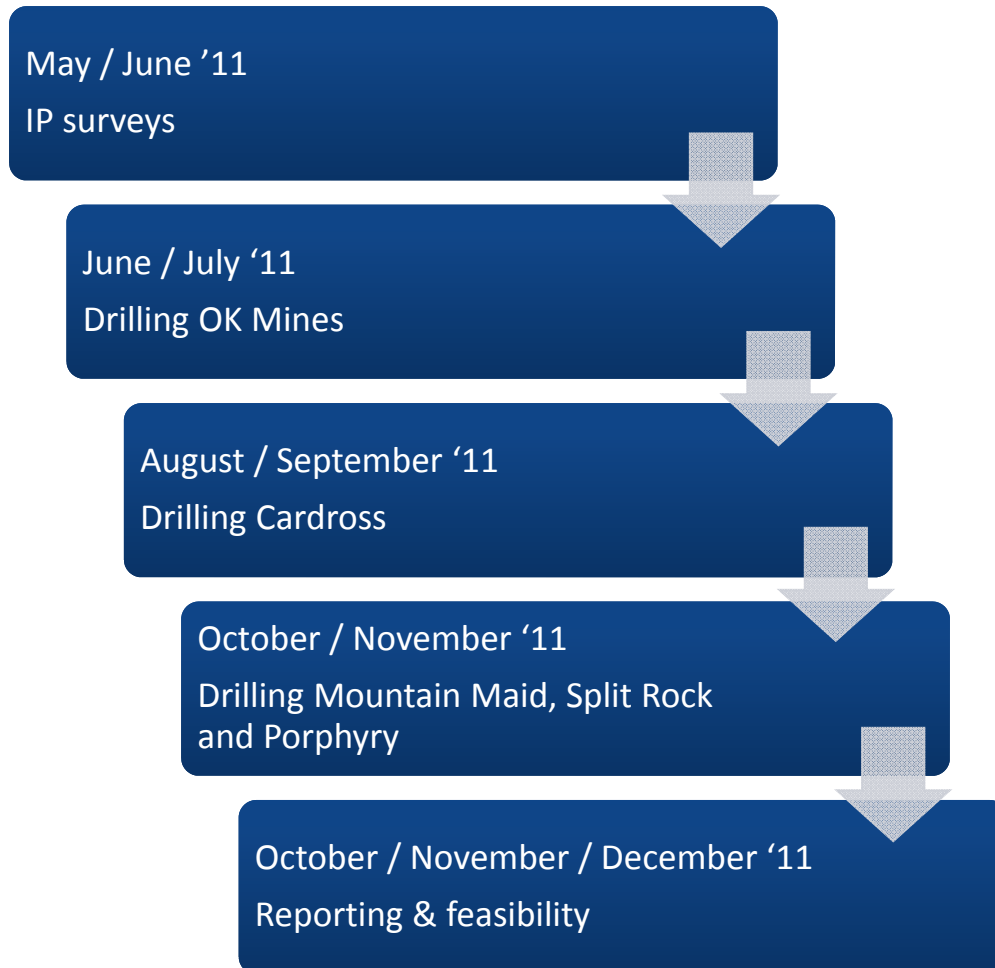 May / June ’11
IP surveys
June / July ‘11
Drilling OK Mines
August / September ‘11
Drilling Cardross
October / November ‘11
Drilling Mountain Maid, Split Rock
and Porphyry
October / November / December ‘11
Reporting & feasibility